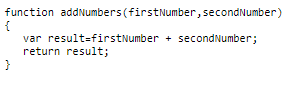 function addNumbers(firstNumber,secondNumber)
{
   var result=firstNumber + secondNumber;
   return result;
}